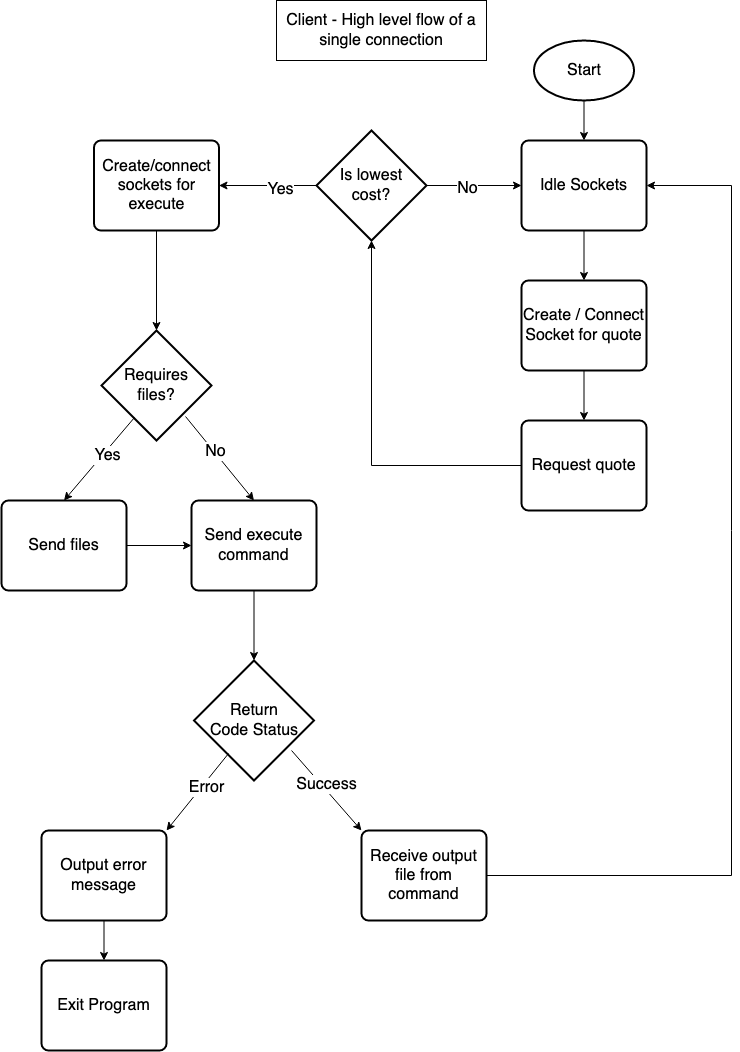 Client - High level flow of a
single connection
Start
Create/connect
sockets for
execute
Yes
Is lowest
cost?
No
Idle Sockets
Create / Connect
Socket for quote
Requires
files?
Yes
No
Request quote
Send files
Send execute
command
Return
Code Status
Error
Success
Output error
message
Receive output
file from
command
Exit Program